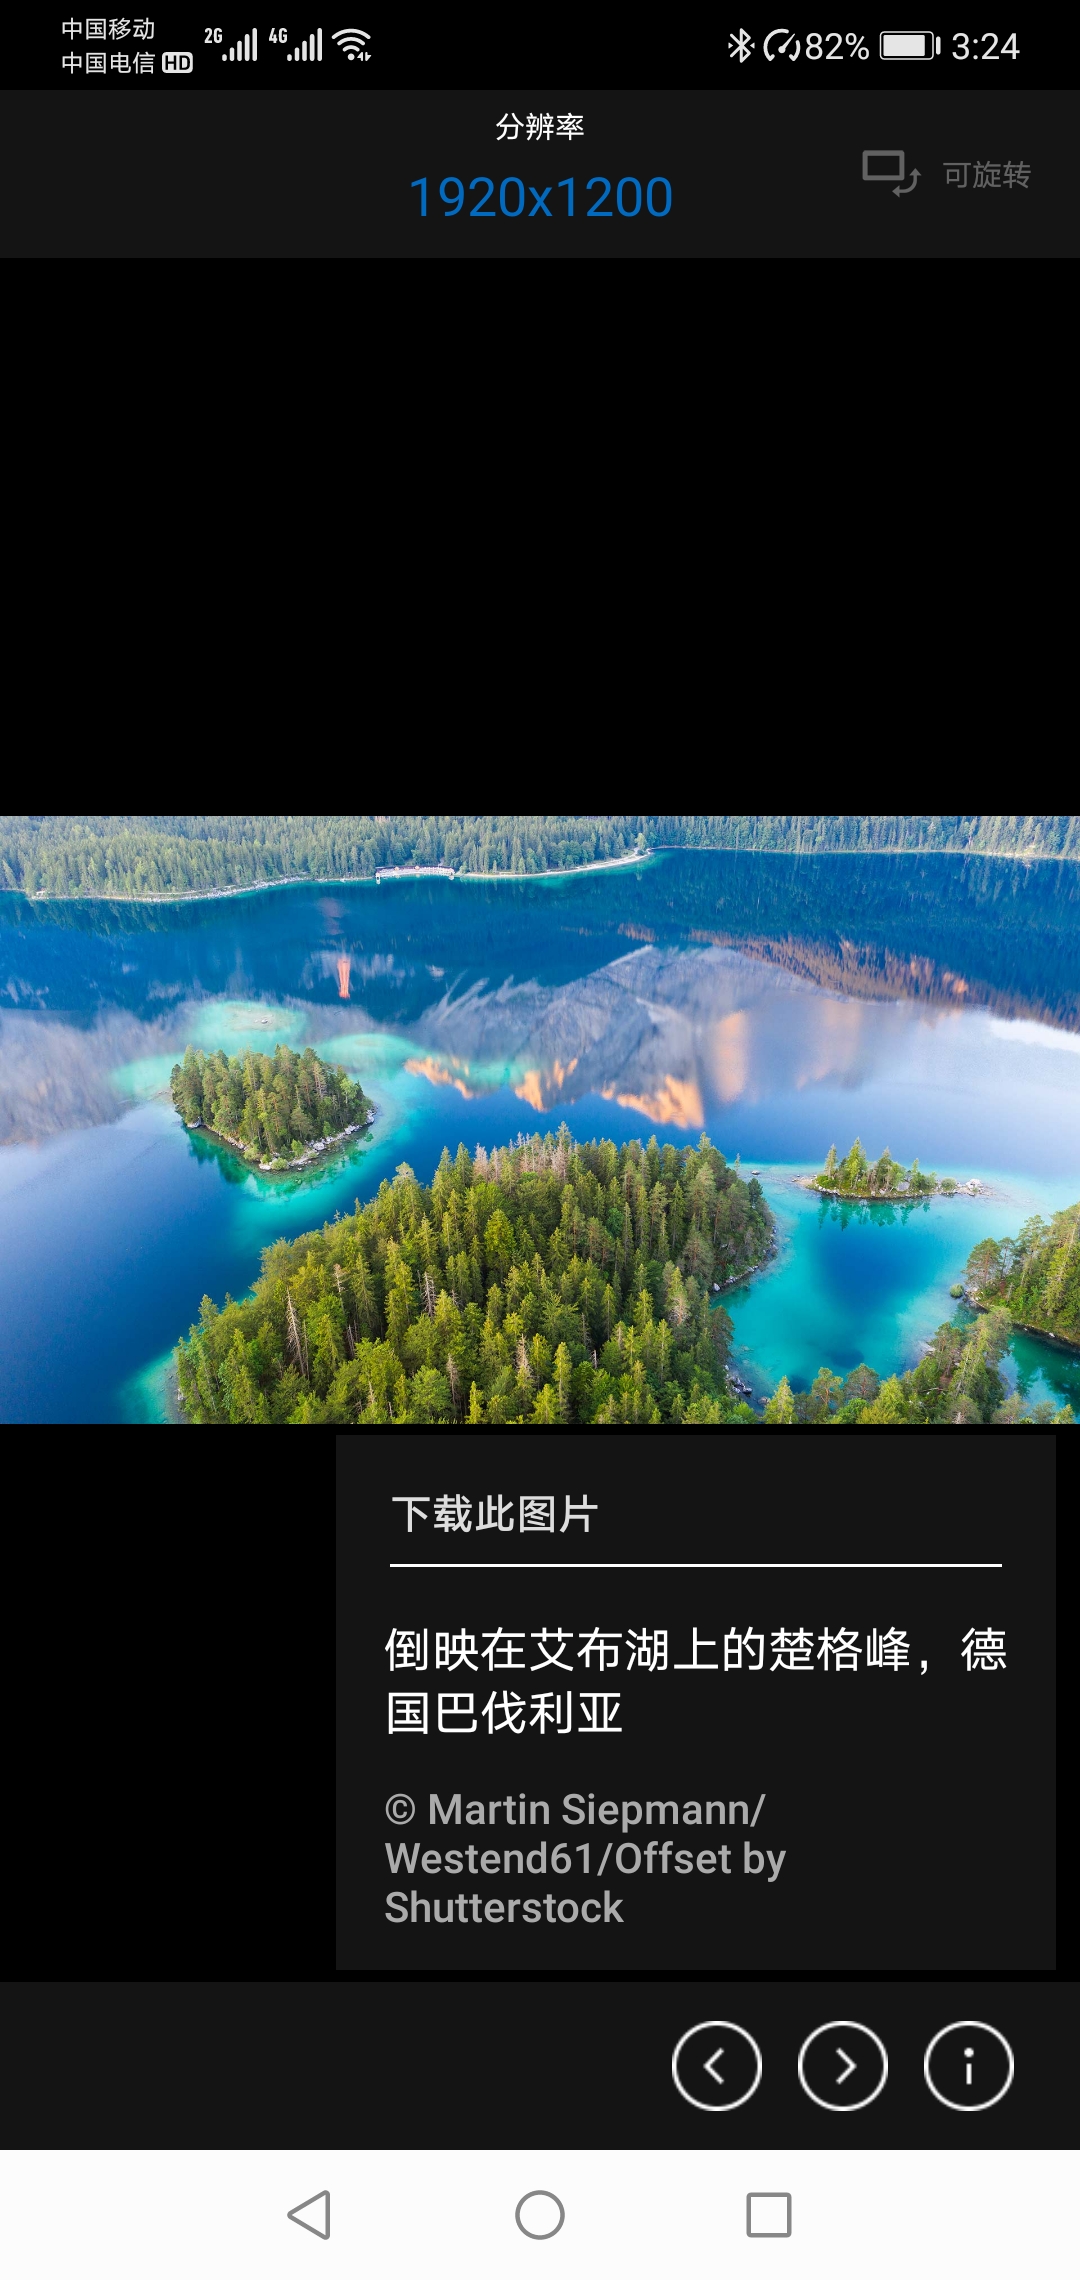 中国移动
中国电信 HD
2G 4G
82% 3:24
分辨率
1920x1200
可旋转
下载此图片
倒映在艾布湖上的楚格峰，德
国巴伐利亚
© Martin Siepmann/
Westend61/Offset by
Shutterstock